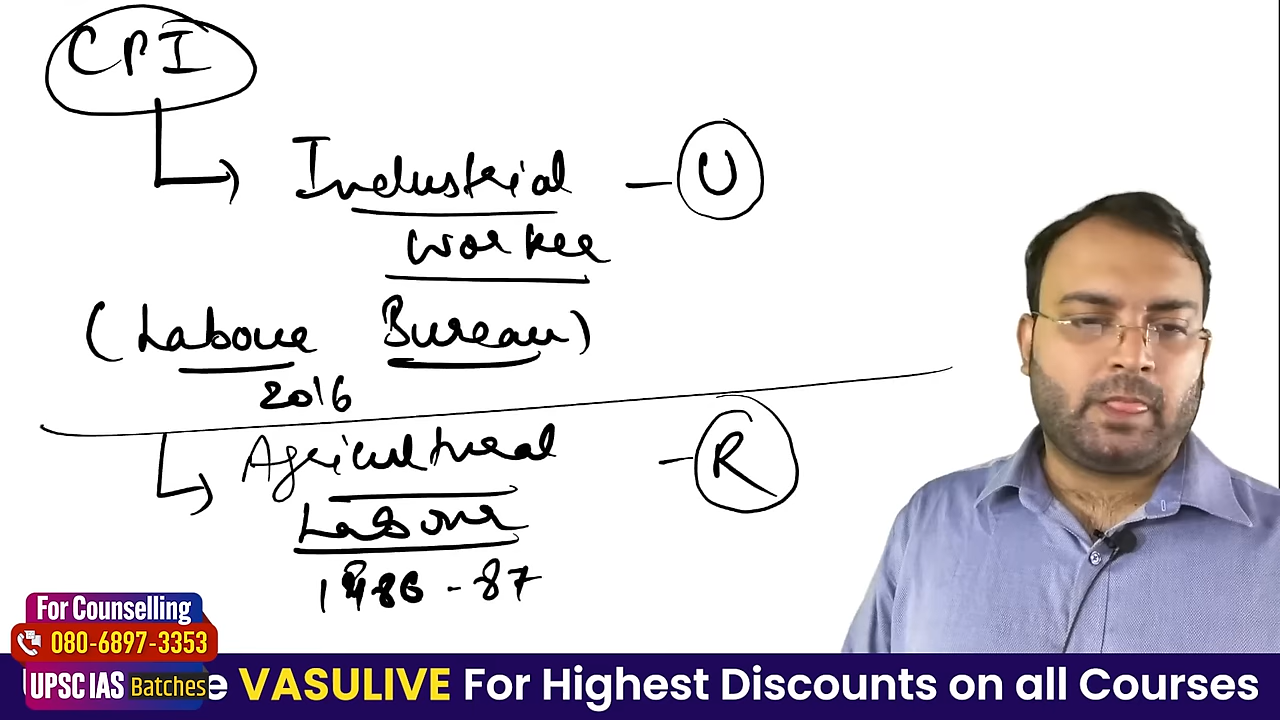 CPI
Industrial - U
Worker
(Labour Bureau)
2016
Agricultural - R
Labour
1986-87
For Counselling
080-6897-3353
UPSC IAS Batches
e VASULIVE For Highest Discounts on all Courses